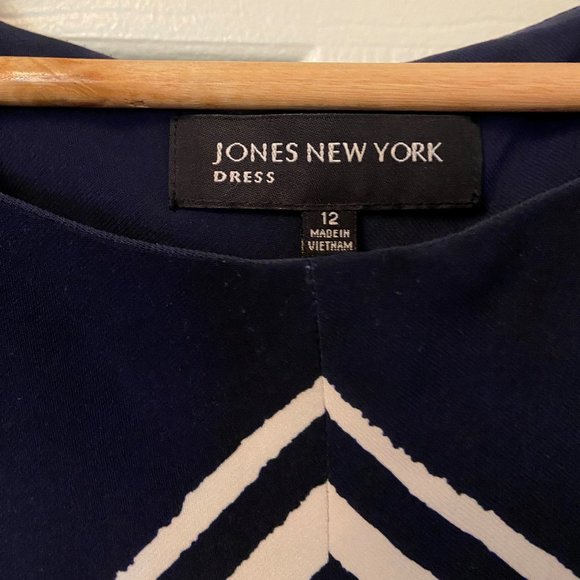 JONES NEW YORK
DRESS
12
MADE IN
VIETNAM